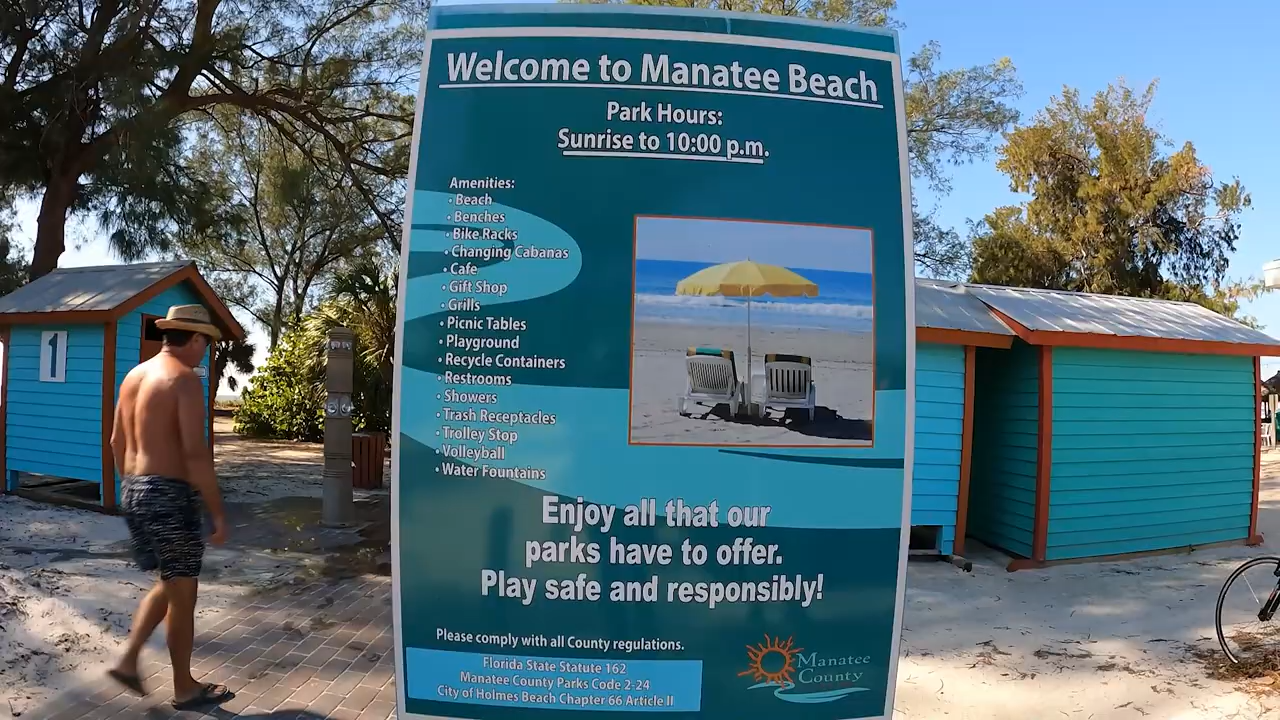 Welcome to Manatee Beach
Park Hours:
Sunrise to 10:00 p.m.
Amenities:
• Beach
• Benches
• Bike Racks
• Changing Cabanas
• Cafe
• Gift Shop
• Grills
• Picnic Tables
• Playground
• Recycle Containers
• Restrooms
• Showers
• Trash Receptacles
• Trolley Stop
• Volleyball
• Water Fountains
Enjoy all that our
parks have to offer.
Play safe and responsibly!
Please comply with all County regulations.
Florida State Statute 162
Manatee County Parks Code 2-24
City of Holmes Beach Chapter 66 Article II
Manatee
County
1